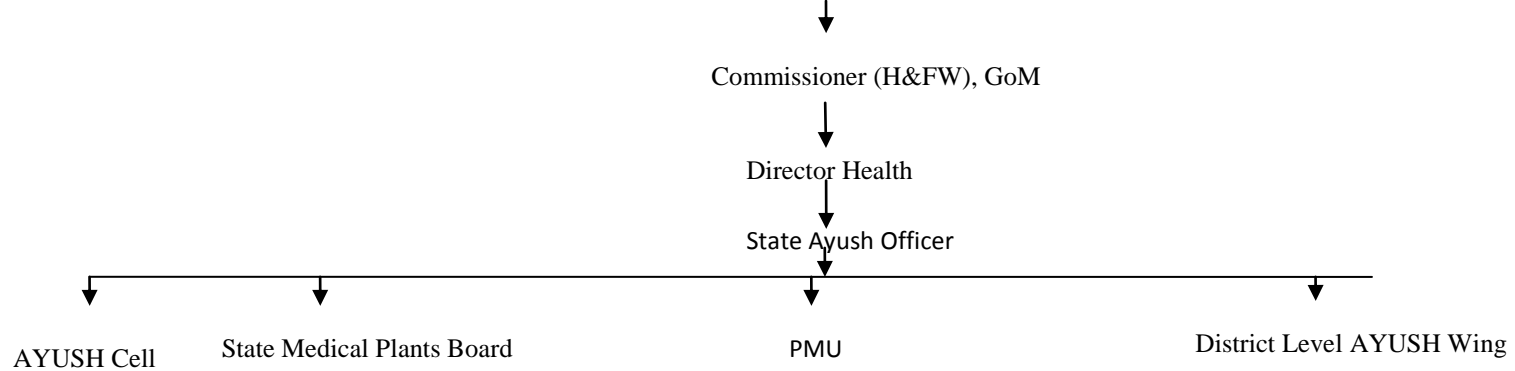 Commissioner (H&FW), GoM
Director Health
State Ayush Officer
AYUSH Cell
State Medical Plants Board
PMU
District Level AYUSH Wing